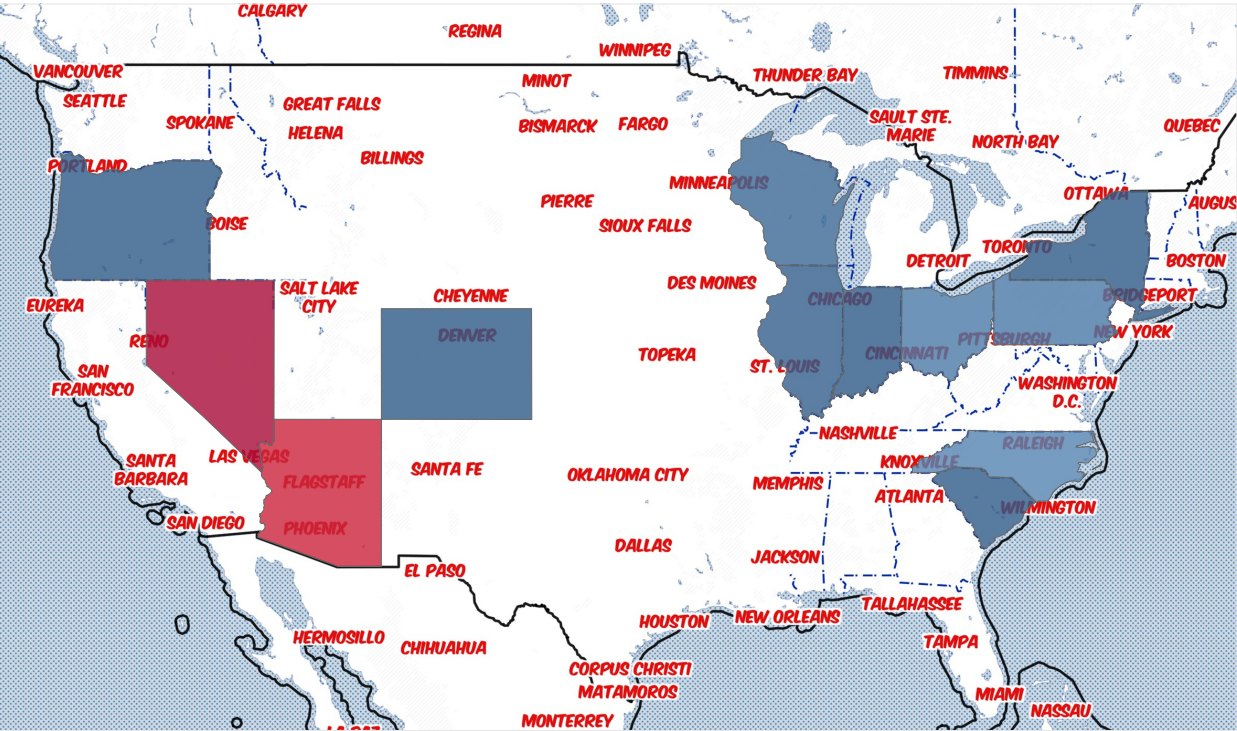 CALGARY
REGINA
WINNIPEG
VANCOUVER
THUNDER BAY
TIMMINS
MINOT
SEATTLE
GREAT FALLS
SPOKANE
HELENA
BISMARCK
FARGO
SAULT STE.
MARIE
QUEBEC
NORTH BAY
PORTLAND
BILLINGS
MINNEAPOLIS
OTTAWA
PIERRE
AUGUS
BOISE
SIOUX FALLS
TORONTO
DETROIT
BOSTON
DES MOINES
SALT LAKE
CITY
CHEYENNE
CHICAGO
BRIDGEPORT
EUREKA
RENO
DENVER
PITTSBURGH
NEW YORK
TOPEKA
CINCINNATI
ST. LOUIS
SAN
FRANCISCO
WASHINGTON
D.C.
NASHVILLE
RALEIGH
LAS VEGAS
SANTA
BARBARA
SANTA FE
KNOXVILLE
FLAGSTAFF
OKLAHOMA CITY
MEMPHIS
ATLANTA
WILMINGTON
SAN DIEGO
PHOENIX
DALLAS
JACKSON
EL PASO
TALLAHASSEE
HOUSTON
NEW ORLEANS
HERMOSILLO
CHIHUAHUA
TAMPA
CORPUS CHRISTI
MATAMOROS
MIAMI
NASSAU
MONTERREY
LA PAZ